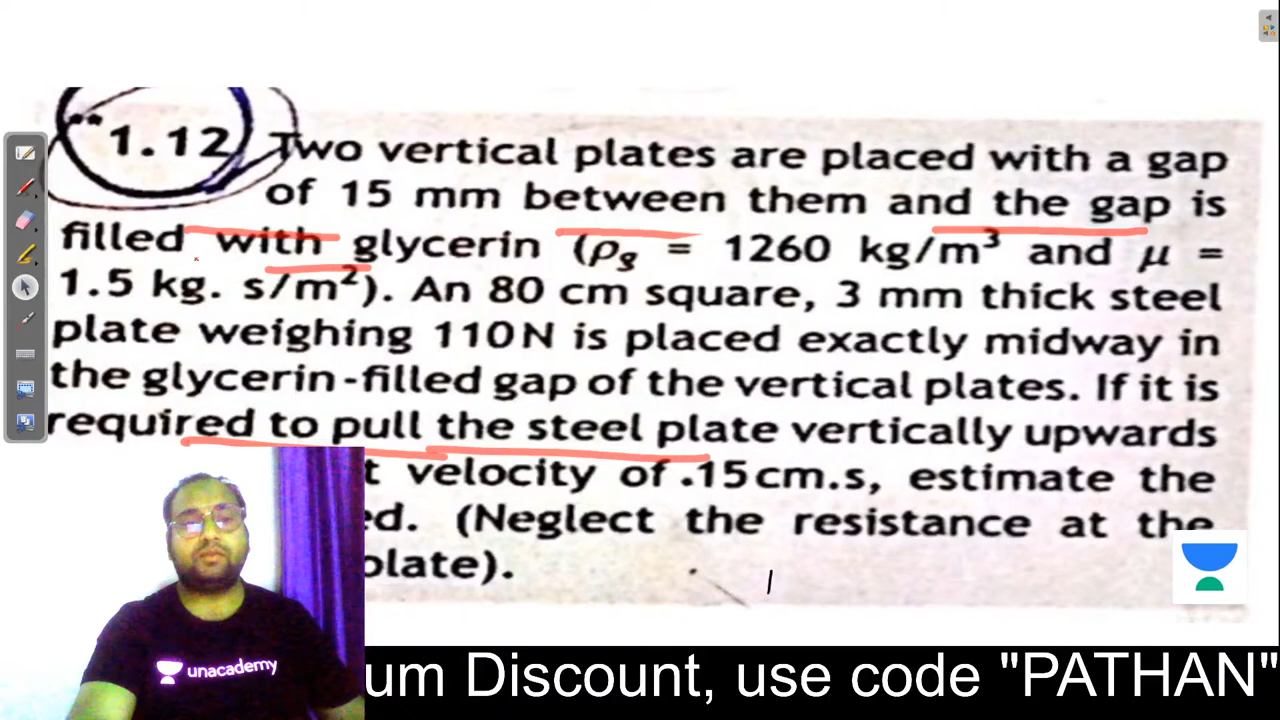 **1.12 Two vertical plates are placed with a gap
of 15 mm between them and the gap is
filled with glycerin (ρg = 1260 kg/m³ and μ =
1.5 kg. s/m²). An 80 cm square, 3 mm thick steel
plate weighing 110N is placed exactly midway in
the glycerin-filled gap of the vertical plates. If it is
required to pull the steel plate vertically upwards
t velocity of .15cm.s, estimate the
ed. (Neglect the resistance at the
plate).
unacademy
um Discount, use code "PATHAN"